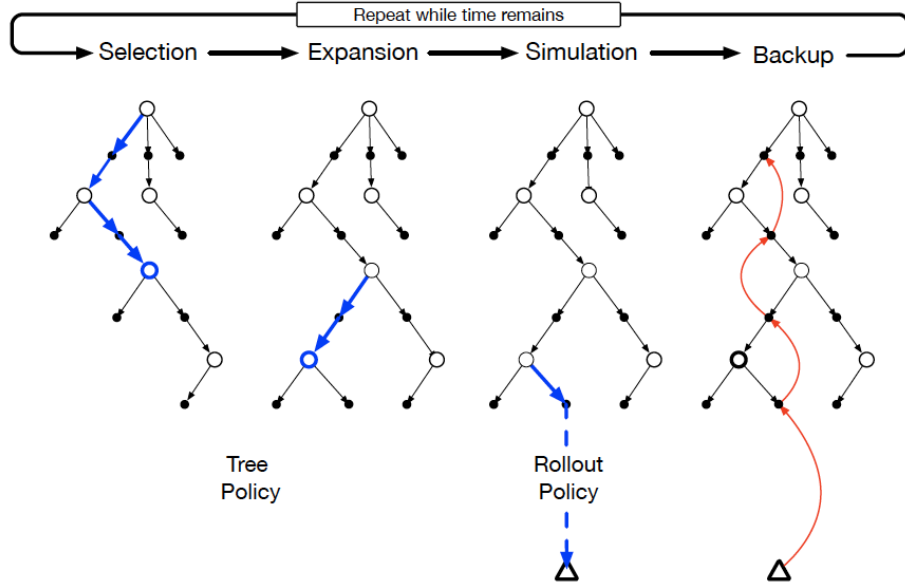 Repeat while time remains
Selection
Expansion
Simulation
Backup
Tree
Policy
Rollout
Policy